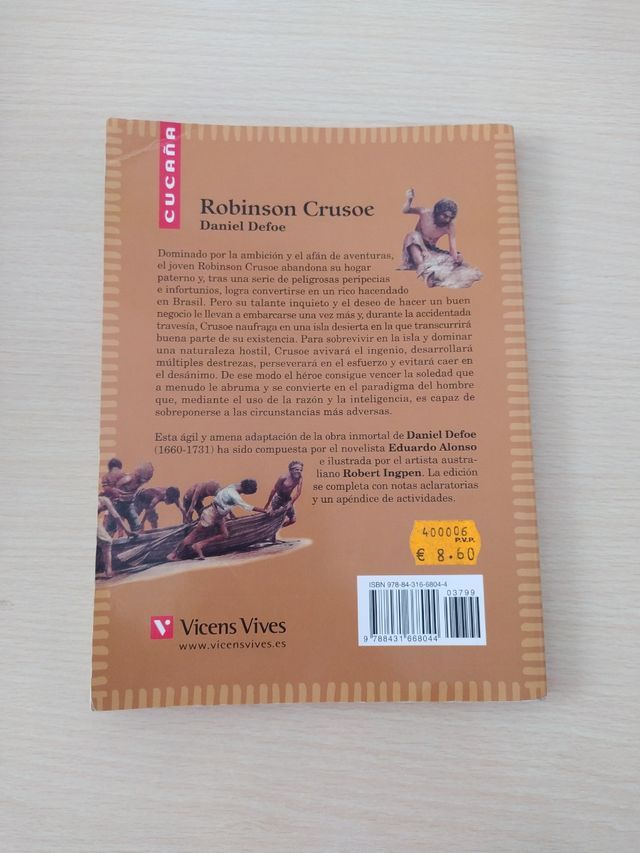 CUCAÑA
Robinson Crusoe
Daniel Defoe
Dominado por la ambición y el afán de aventuras,
el joven Robinson Crusoe abandona su hogar
paterno y, tras una serie de peligrosas peripecias
e infortunios, logra convertirse en un rico hacendado
en Brasil. Pero su talante inquieto y el deseo de hacer un buen
negocio le llevan a embarcarse una vez más y, durante la accidentada
travesía, Crusoe naufraga en una isla desierta en la que transcurrirá
buena parte de su existencia. Para sobrevivir en la isla y dominar
una naturaleza hostil, Crusoe avivará el ingenio, desarrollará
múltiples destrezas, perseverará en el esfuerzo y evitará caer en
el desánimo. De ese modo el héroe consigue vencer la soledad que
a menudo le abruma y se convierte en el paradigma del hombre
que, mediante el uso de la razón y la inteligencia, es capaz de
sobreponerse a las circunstancias más adversas.
Esta ágil y amena adaptación de la obra inmortal de Daniel Defoe
(1660-1731) ha sido compuesta por el novelista Eduardo Alonso
e ilustrada por el artista austra-
liano Robert Ingpen. La edición
se completa con notas aclaratorias
y un apéndice de actividades.
400006
P.V.P.
€ 8.60
ISBN 978-84-316-6804-4
03799
9 788431 668044
Vicens Vives
www.vicensvives.es